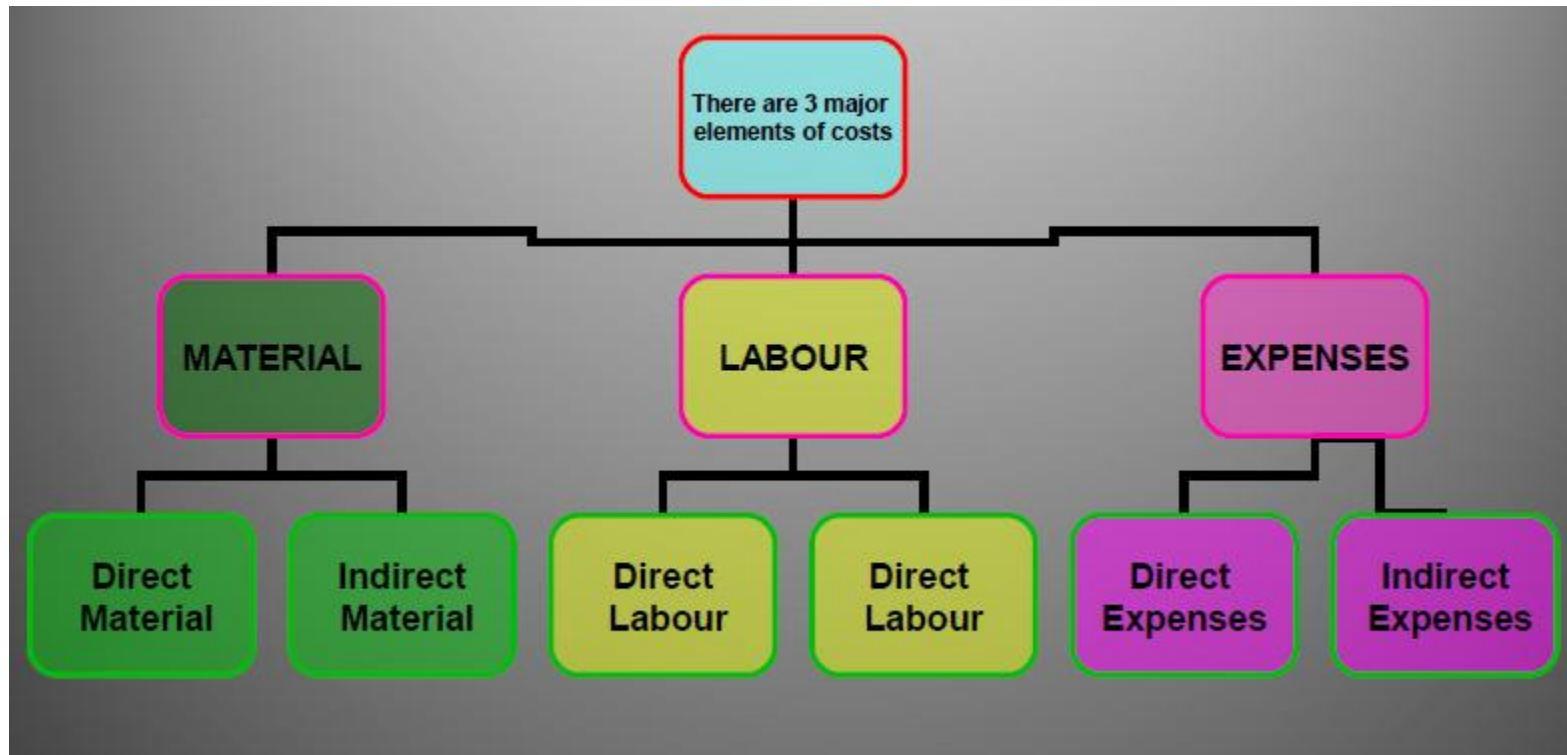 There are 3 major
elements of costs
MATERIAL
LABOUR
EXPENSES
Direct
Material
Indirect
Material
Direct
Labour
Direct
Labour
Direct
Expenses
Indirect
Expenses